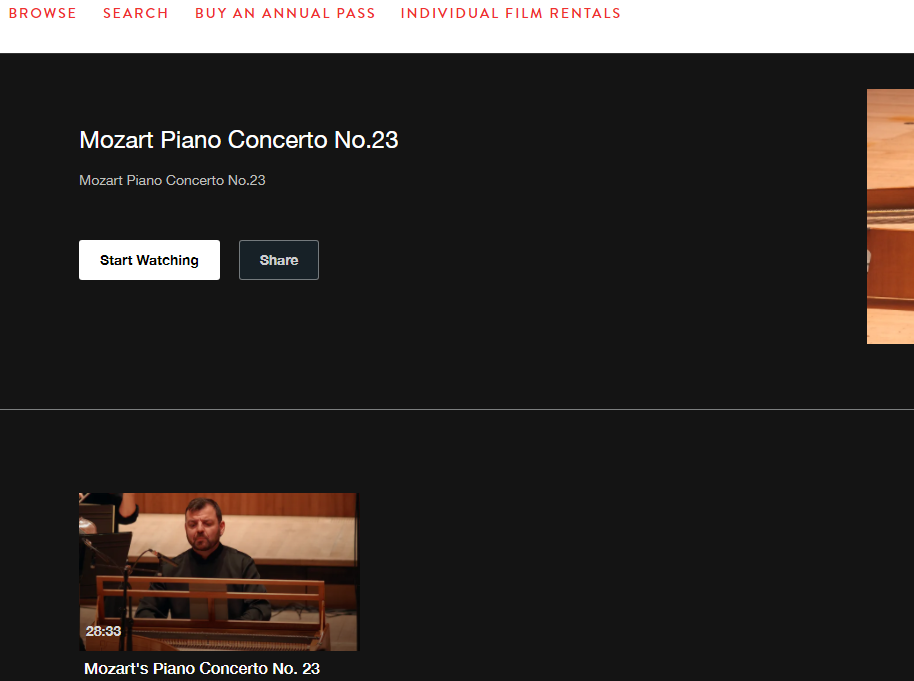 BROWSE SEARCH BUY AN ANNUAL PASS INDIVIDUAL FILM RENTALS
Mozart Piano Concerto No.23
Mozart Piano Concerto No.23
Start Watching Share
28:33
Mozart's Piano Concerto No. 23